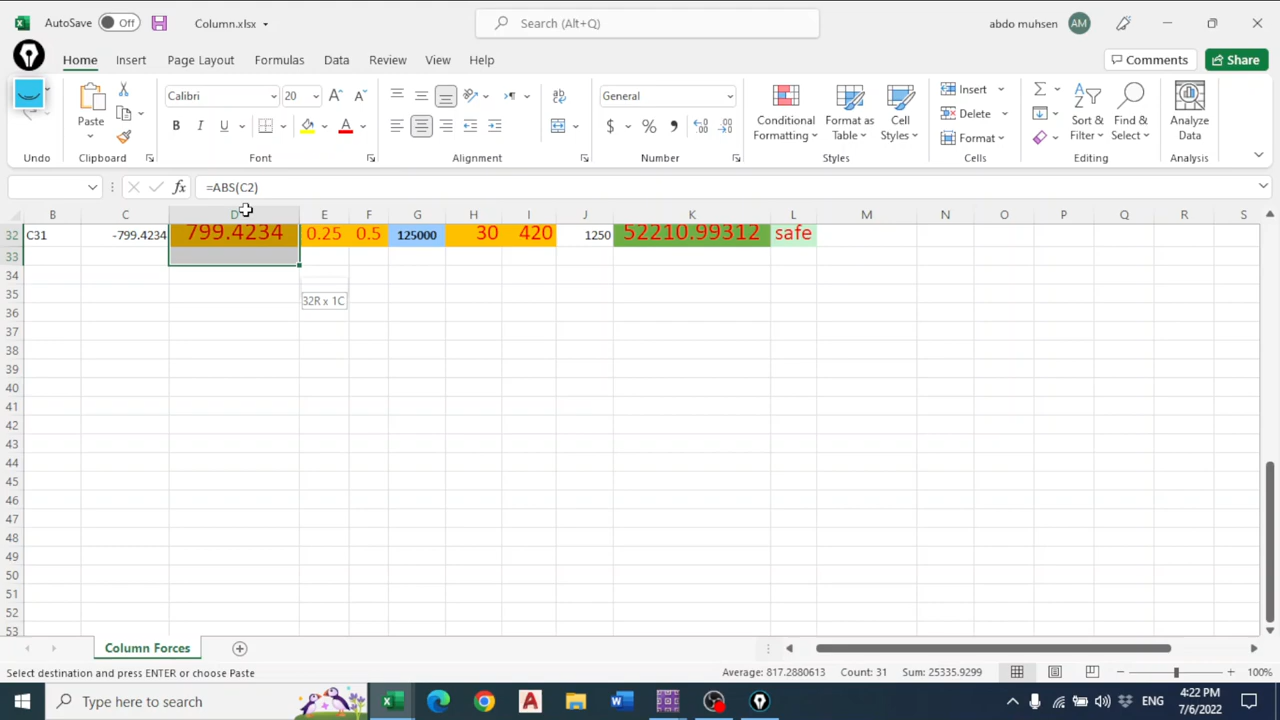 AutoSave Off Column.xlsx Search (Alt+Q) abdo muhsen AM
Home Insert Page Layout Formulas Data Review View Help Comments Share
Paste Calibri 20 General Conditional Formatting Format as Table Cell Styles Insert Delete Format Sort & Filter Find & Select Analyze Data
Undo Clipboard Font Alignment Number Styles Cells Editing Analysis
fx =ABS(C2)
B C D E F G H I J K L M N O P Q R S
32 C31 -799.4234 799.4234 0.25 0.5 125000 30 420 1250 52210.99312 safe
33
34
35 32R x 1C
36
37
38
39
40
41
42
43
44
45
46
47
48
49
50
51
52
53
Column Forces
Select destination and press ENTER or choose Paste Average: 817.2880613 Count: 31 Sum: 25335.9299 100%
Type here to search ENG 4:22 PM
7/6/2022